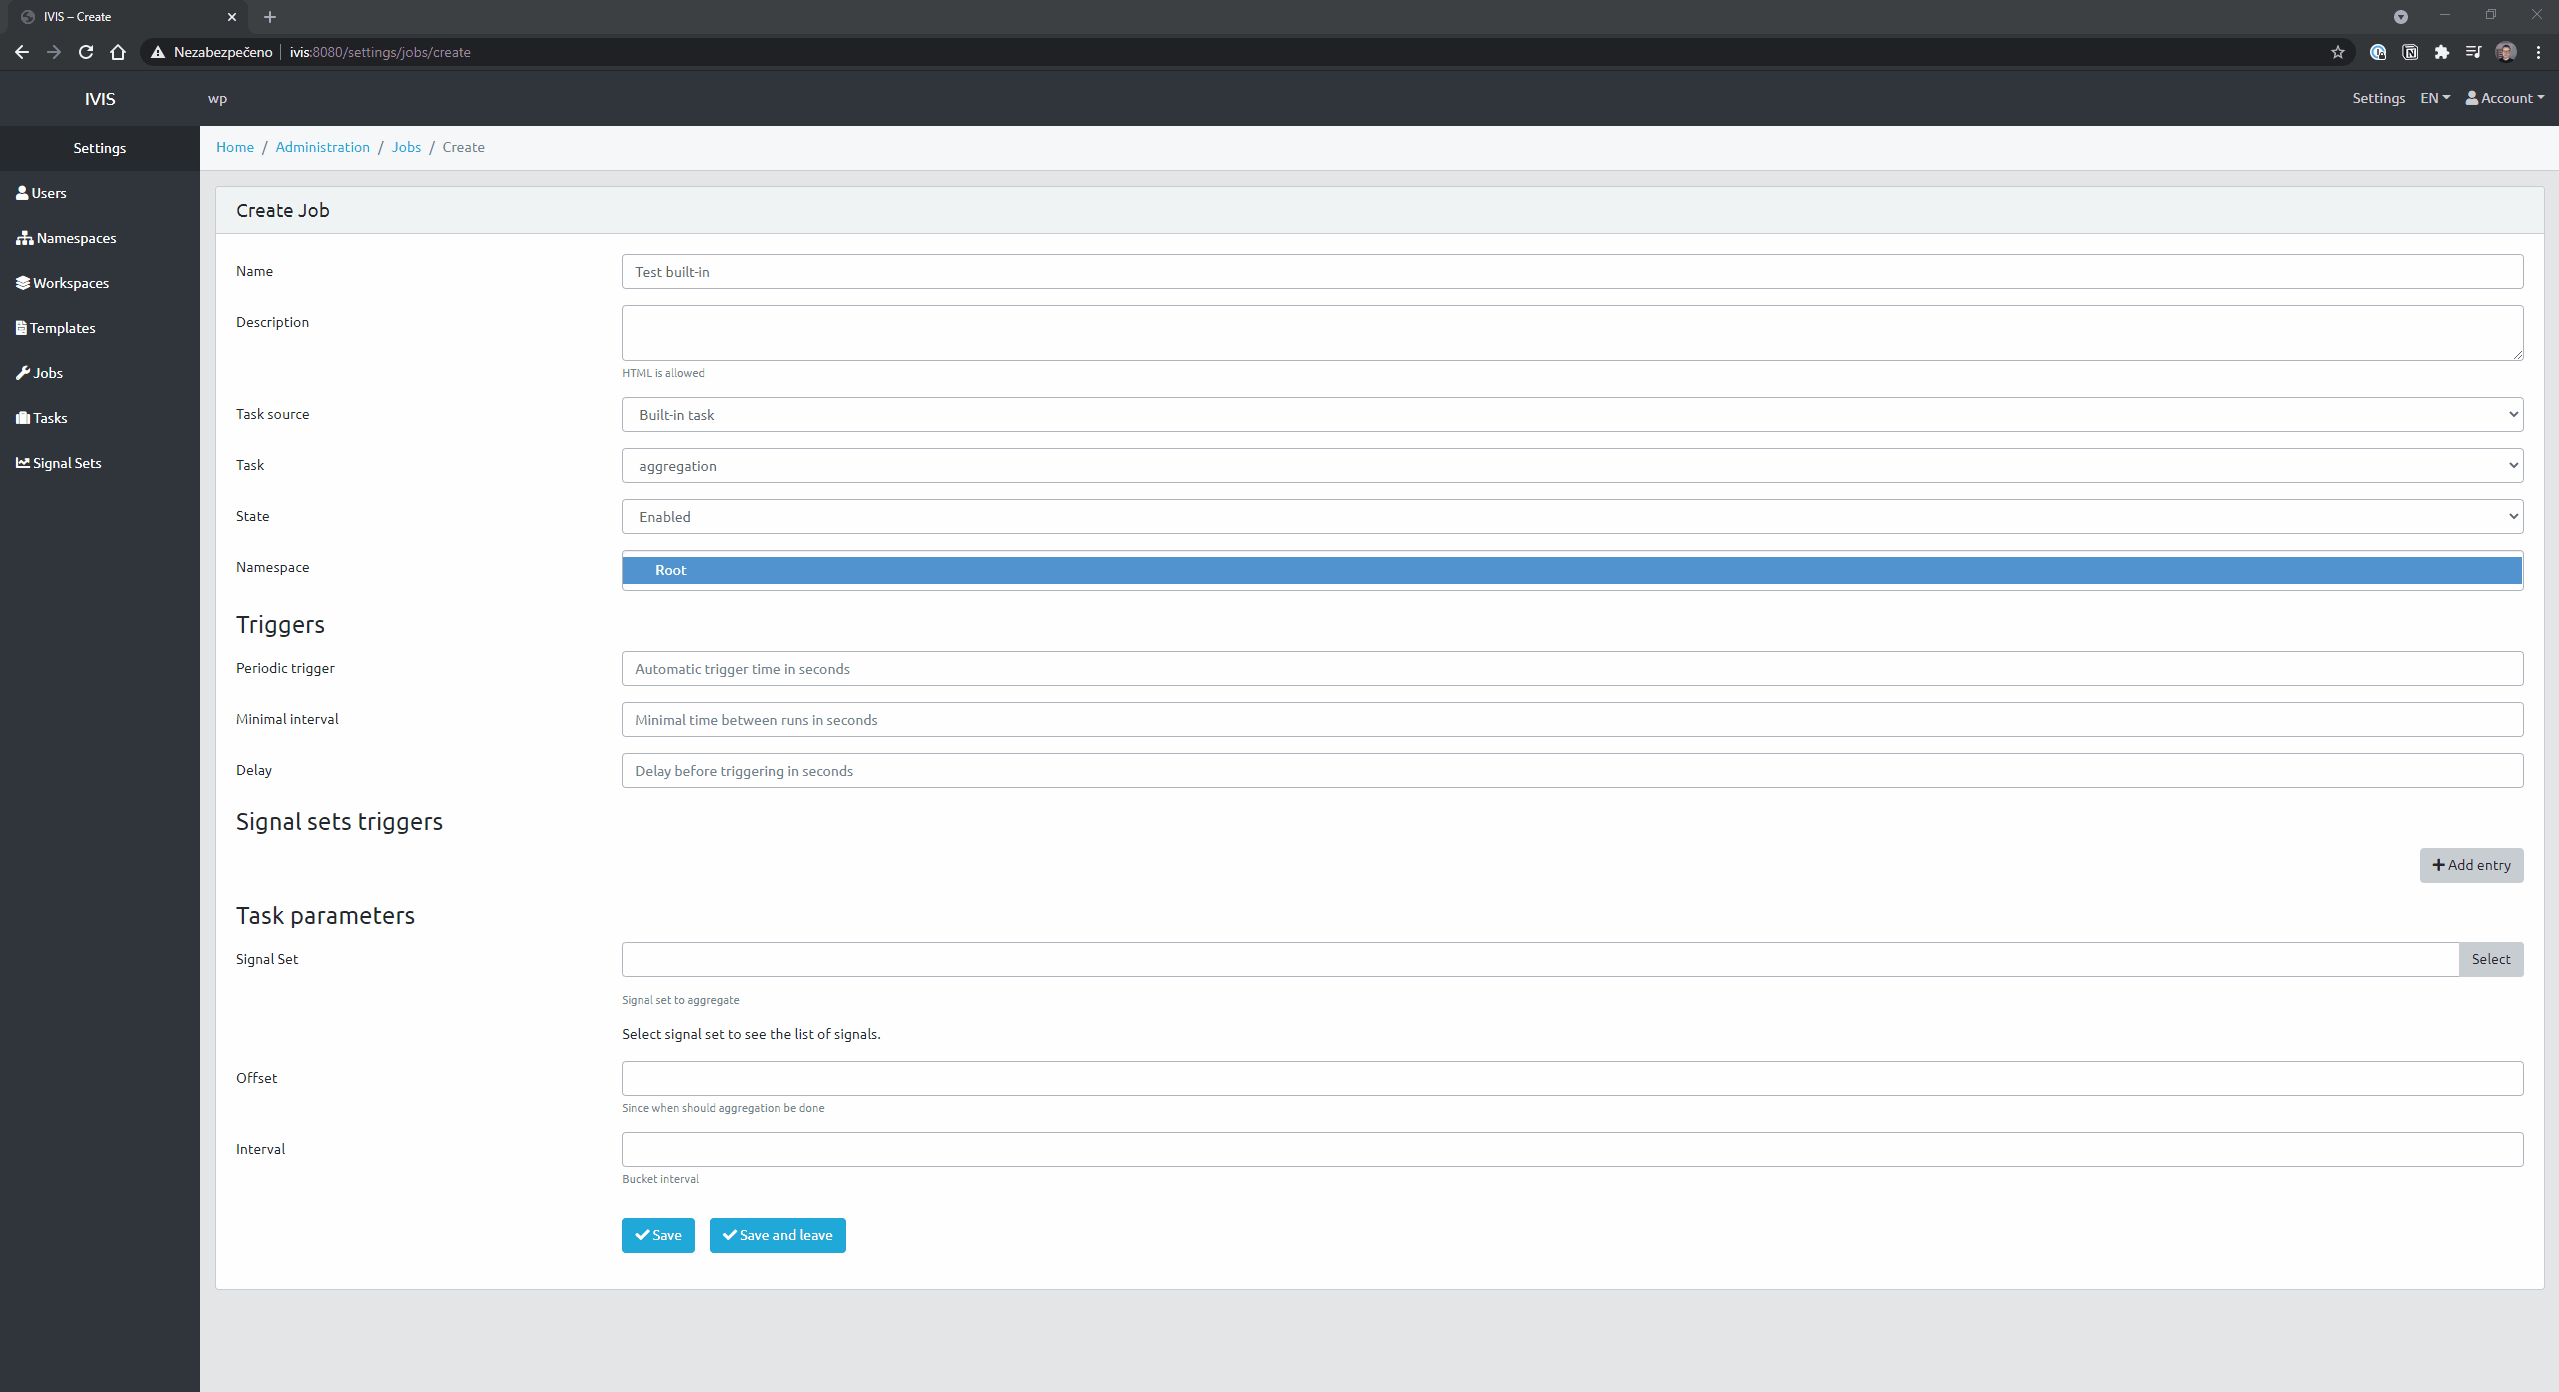 IVIS – Create
Nezabezpečeno ivis:8080/settings/jobs/create
IVIS wp Settings EN Account
Settings
Home / Administration / Jobs / Create
Users
Namespaces
Workspaces
Templates
Jobs
Tasks
Signal Sets
Create Job
Name Test built-in
Description
HTML is allowed
Task source Built-in task
Task aggregation
State Enabled
Namespace Root
Triggers
Periodic trigger Automatic trigger time in seconds
Minimal interval Minimal time between runs in seconds
Delay Delay before triggering in seconds
Signal sets triggers
Add entry
Task parameters
Signal Set Select
Signal set to aggregate
Select signal set to see the list of signals.
Offset
Since when should aggregation be done
Interval
Bucket interval
Save Save and leave